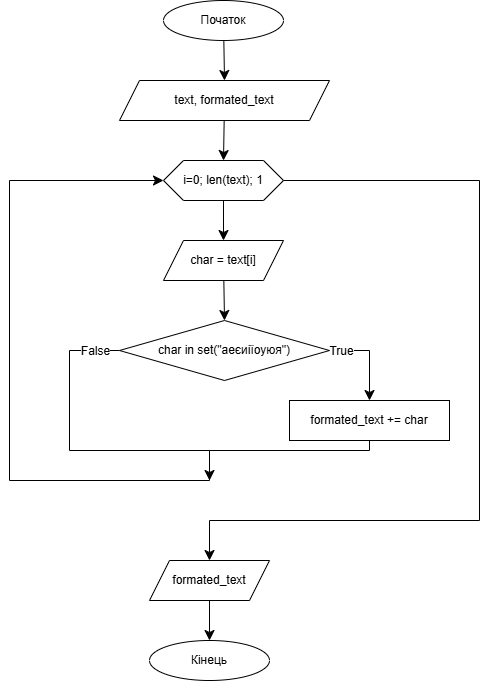 Початок
text, formated_text
i=0; len(text); 1
char = text[i]
char in set("аеєиіїоуюя")
False
True
formated_text += char
formated_text
Кінець